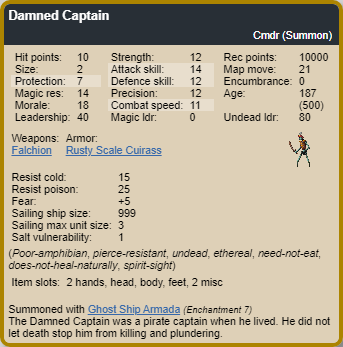 Damned Captain
Cmdr (Summon)
Hit points: 10 Strength: 12 Rec points: 10000
Size: 2 Attack skill: 14 Map move: 21
Protection: 7 Defence skill: 12 Encumbrance: 0
Magic res: 14 Precision: 12 Age: 187
Morale: 18 Combat speed: 11 (500)
Leadership: 40 Magic ldr: 0 Undead ldr: 80
Weapons: Armor:
Falchion Rusty Scale Cuirass
Resist cold: 15
Resist poison: 25
Fear: +5
Sailing ship size: 999
Sailing max unit size: 3
Salt vulnerability: 1
(Poor-amphibian, pierce-resistant, undead, ethereal, need-not-eat,
does-not-heal-naturally, spirit-sight)
Item slots: 2 hands, head, body, feet, 2 misc
Summoned with Ghost Ship Armada (Enchantment 7)
The Damned Captain was a pirate captain when he lived. He did not
let death stop him from killing and plundering.